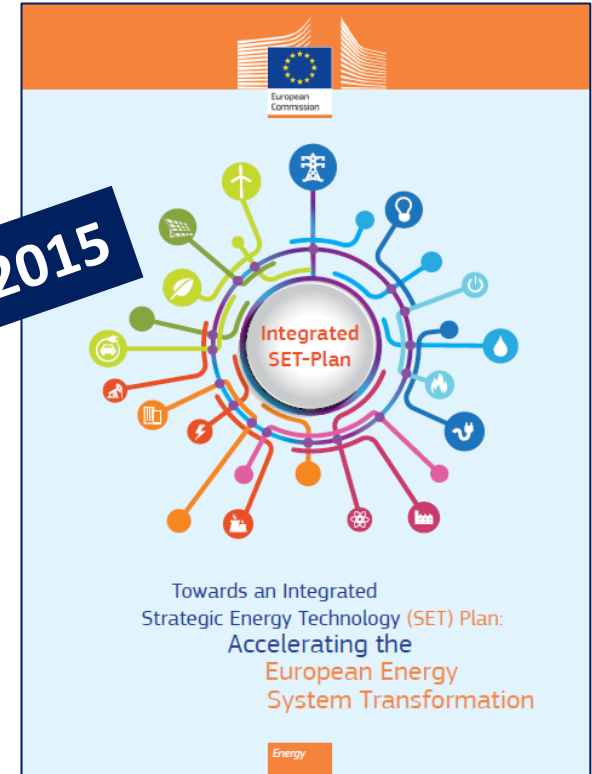 European
Commission
2015
Integrated
SET-Plan
Towards an Integrated
Strategic Energy Technology (SET) Plan:
Accelerating the
European Energy
System Transformation
Energy